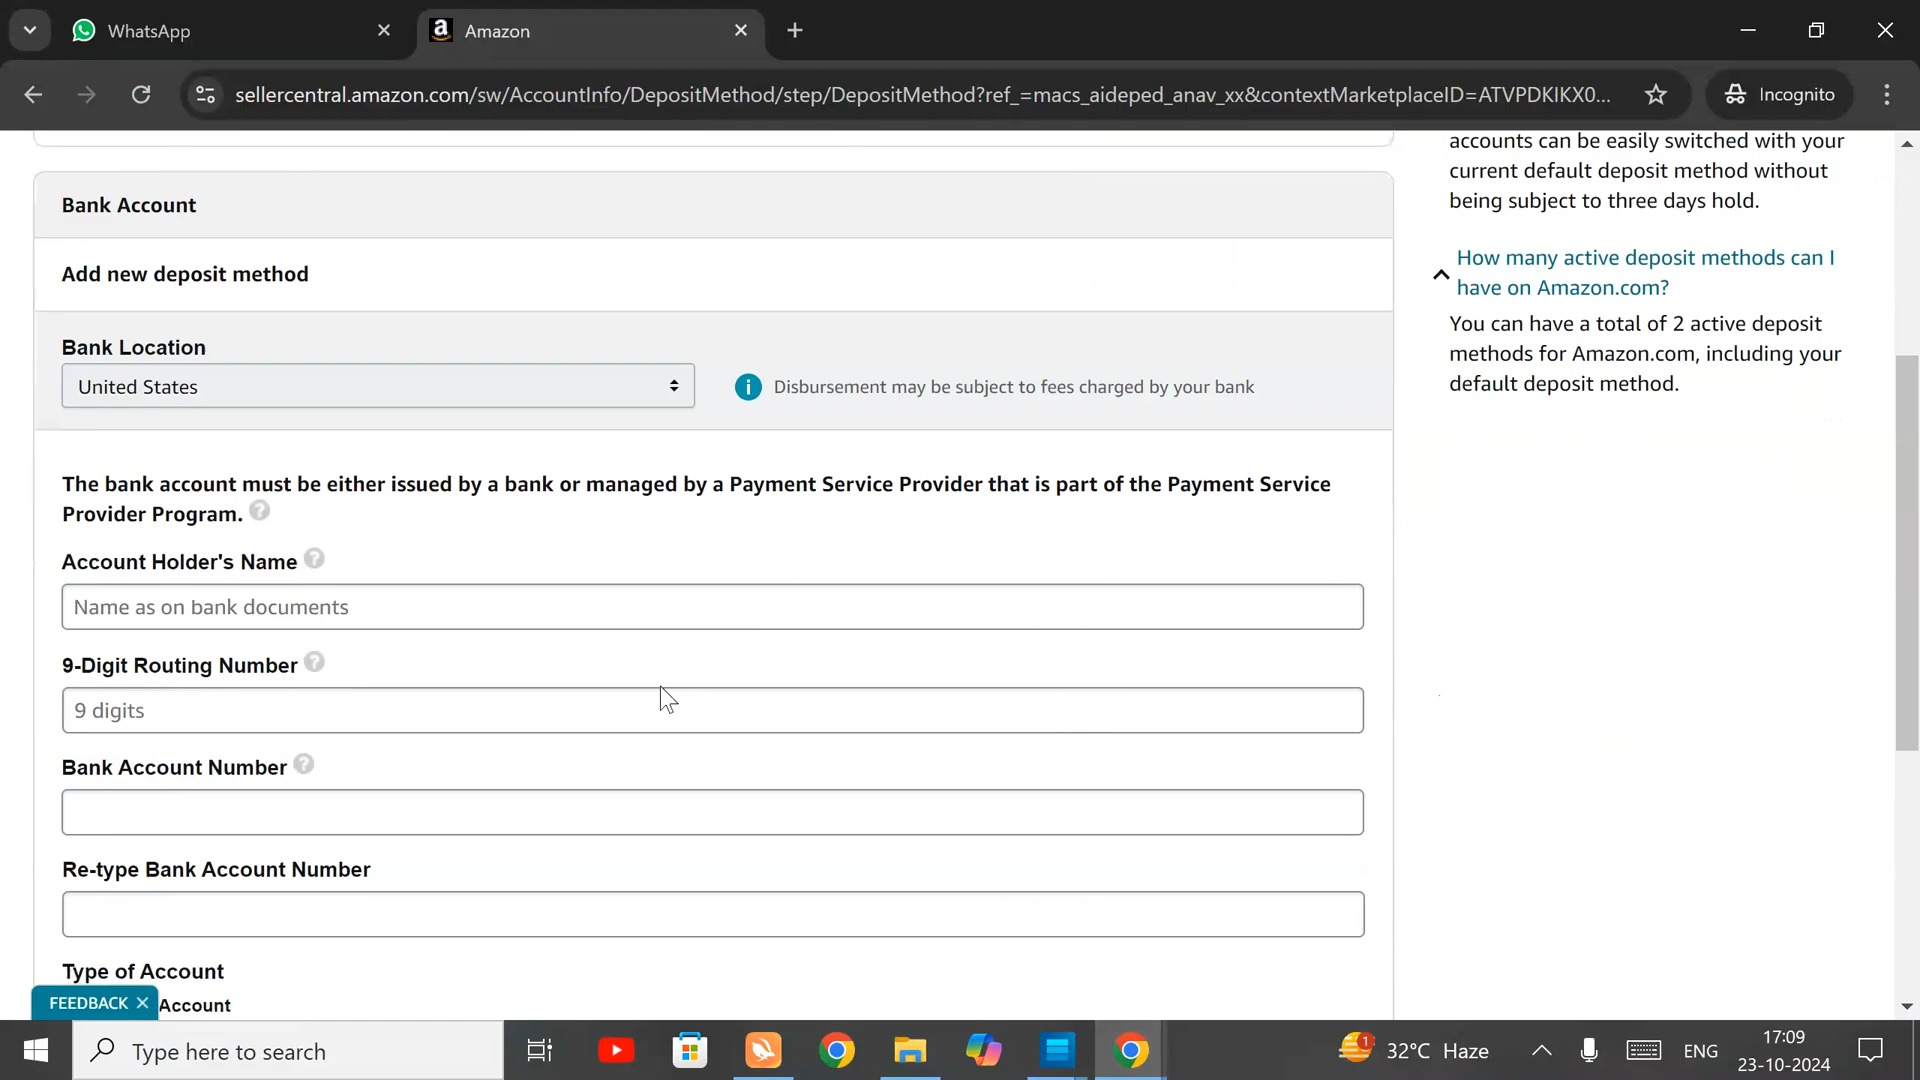 WhatsApp
Amazon
sellercentral.amazon.com/sw/AccountInfo/DepositMethod/step/DepositMethod?ref_=macs_aideped_anav_xx&contextMarketplaceID=ATVPDKIKX0...
Incognito
accounts can be easily switched with your
current default deposit method without
being subject to three days hold.
How many active deposit methods can I
have on Amazon.com?
You can have a total of 2 active deposit
methods for Amazon.com, including your
default deposit method.
Bank Account
Add new deposit method
Bank Location
United States
Disbursement may be subject to fees charged by your bank
The bank account must be either issued by a bank or managed by a Payment Service Provider that is part of the Payment Service
Provider Program.
Account Holder's Name
Name as on bank documents
9-Digit Routing Number
9 digits
Bank Account Number
Re-type Bank Account Number
Type of Account
FEEDBACK
Account
Type here to search
1
32°C Haze
ENG
17:09
23-10-2024